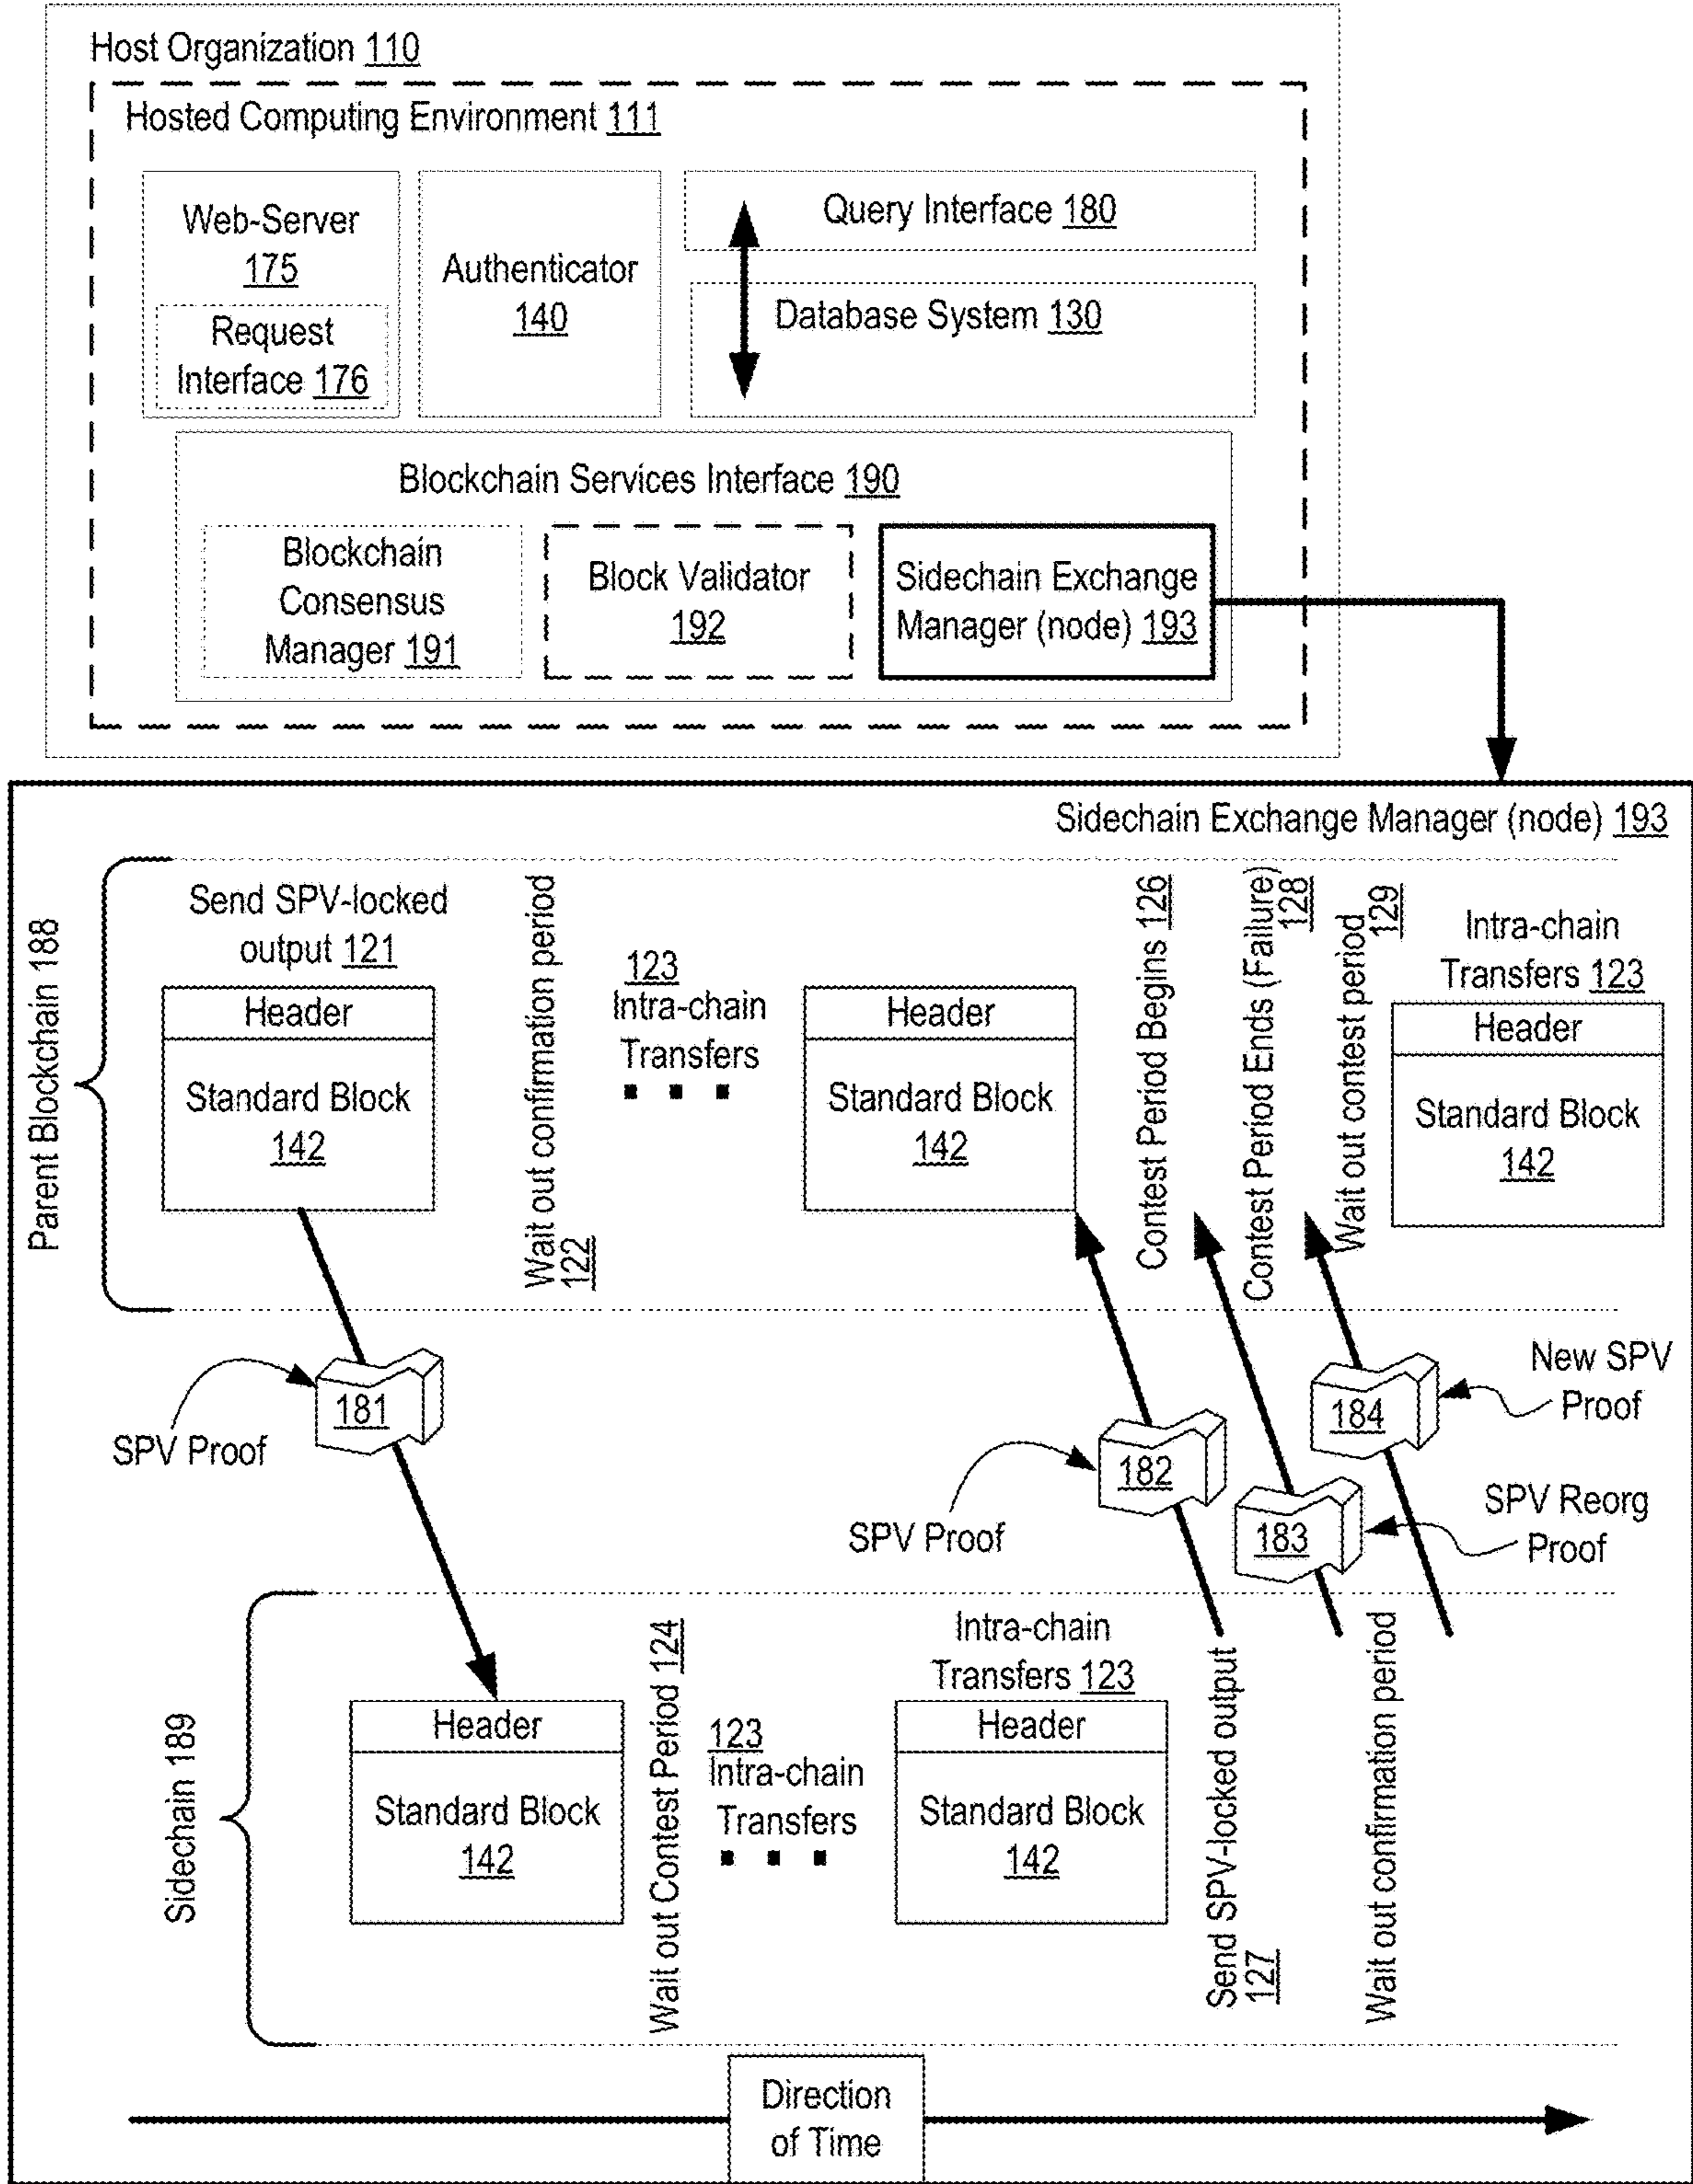 Host Organization 110
Hosted Computing Environment 111
Web-Server
175
Request
Interface 176
Authenticator
140
Query Interface 180
Database System 130
Blockchain Services Interface 190
Blockchain
Consensus
Manager 191
Block Validator
192
Sidechain Exchange
Manager (node) 193
Sidechain Exchange Manager (node) 193
Parent Blockchain 188
Send SPV-locked
output 121
Header
Standard Block
142
Wait out confirmation period
122
123
Intra-chain
Transfers
Header
Standard Block
142
Contest Period Begins 126
Contest Period Ends (Failure)
128
Wait out contest period
129
Intra-chain
Transfers 123
Header
Standard Block
142
SPV Proof
181
SPV Proof
182
183
SPV Reorg
Proof
184
New SPV
Proof
Sidechain 189
Header
Standard Block
142
Wait out Contest Period 124
123
Intra-chain
Transfers
Intra-chain
Transfers 123
Header
Standard Block
142
Send SPV-locked output
127
Wait out confirmation period
Direction
of Time